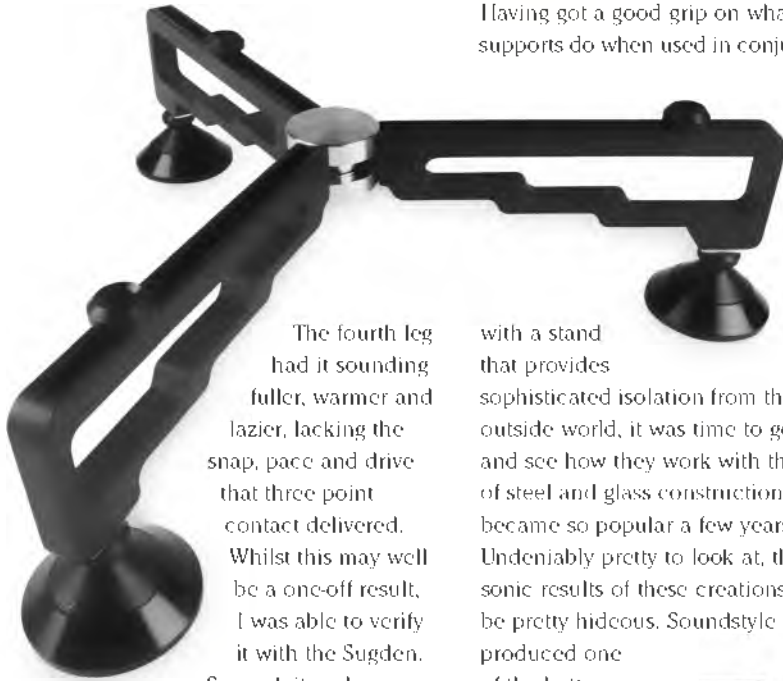 The fourth leg
had it sounding
fuller, warmer and
lazier, lacking the
snap, pace and drive
that three point
contact delivered.
Whilst this may well
be a one-off result,
I was able to verify
it with the Sugden.
Having got a good grip on wha
supports do when used in conju
with a stand
that provides
sophisticated isolation from th
outside world, it was time to g
and see how they work with th
of steel and glass construction
became so popular a few years
Undeniably pretty to look at, th
sonic results of these creations
be pretty hideous. Soundstyle
produced one